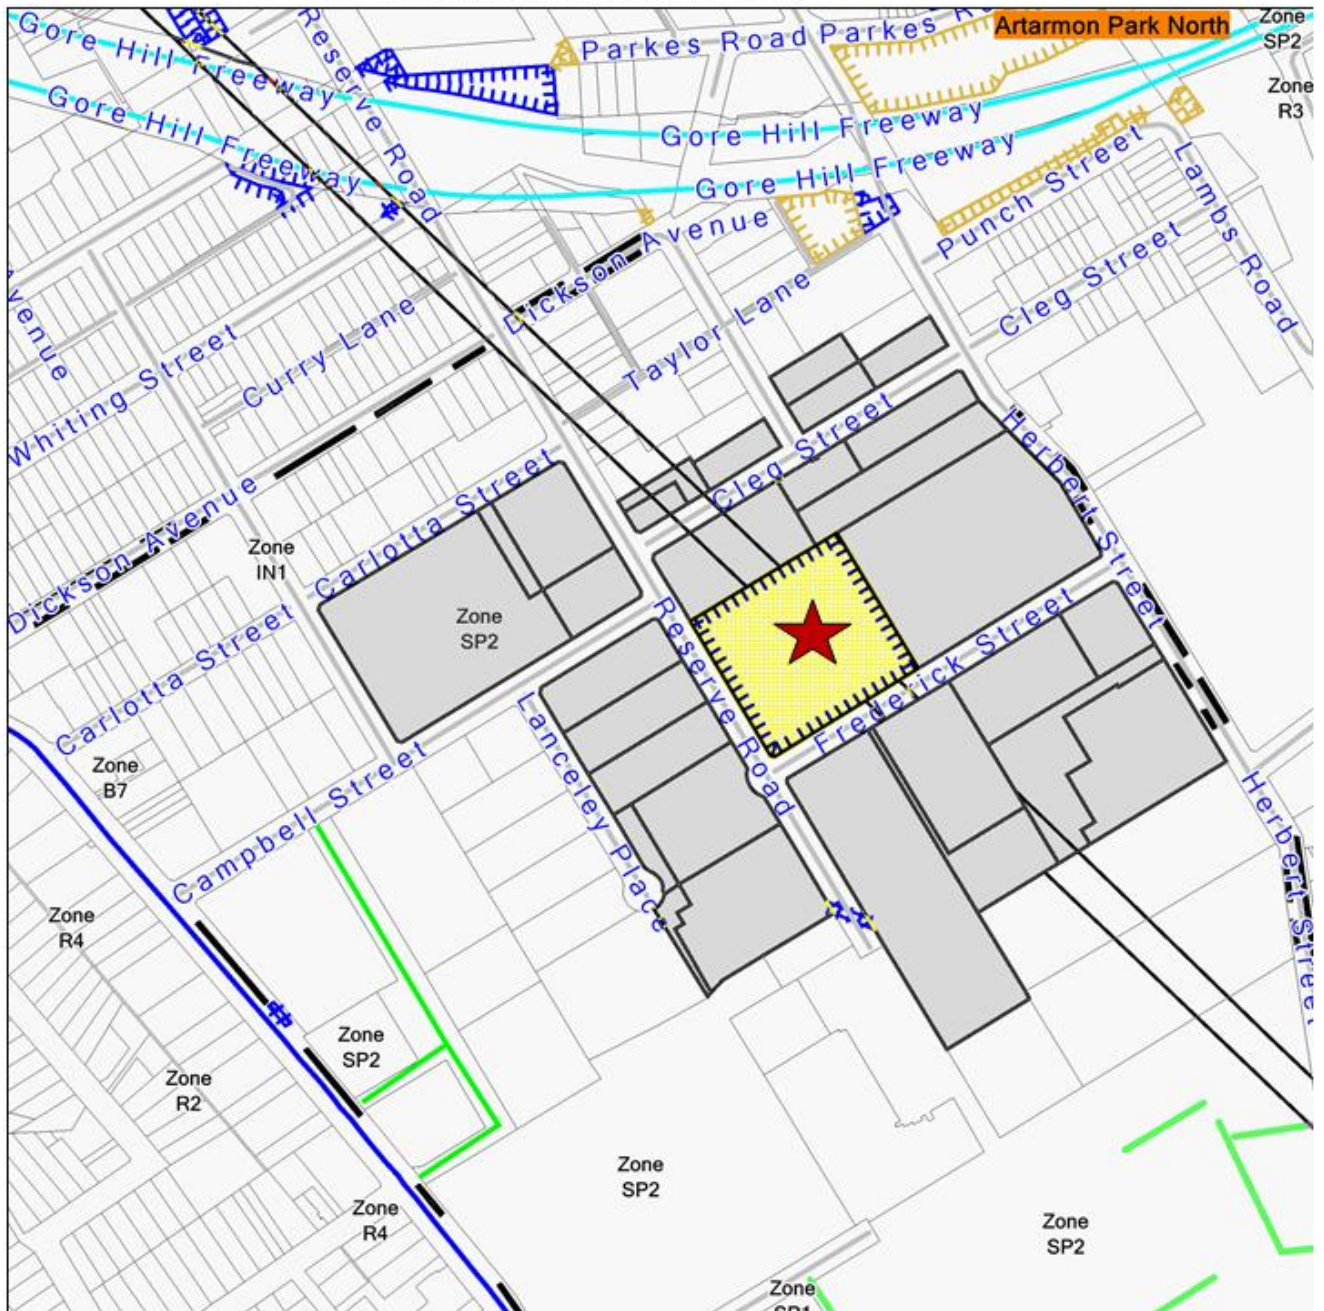 Gore Hill Freeway
Reserve Road
Parkes Road
Parkes
Artarmon Park North
Zone
SP2
Zone
R3
Gore Hill Freeway
Gore Hill Freeway
Gore Hill Freeway
Punch Street
Lambs Road
Cleg Street
Dickson Avenue
Taylor Lane
Curry Lane
Whiting Street
venue
Cleg Street
Herbert Street
Dickson Avenue
Carlotta Street
Zone
IN1
Zone
SP2
Carlotta Street
Reserve Road
Frederick Street
Lanceley Place
Zone
B7
Campbell Street
Herbert Street
Zone
R4
Zone
SP2
Zone
R2
Zone
SP2
Zone
R4
Zone
SP2
Zone
SP1